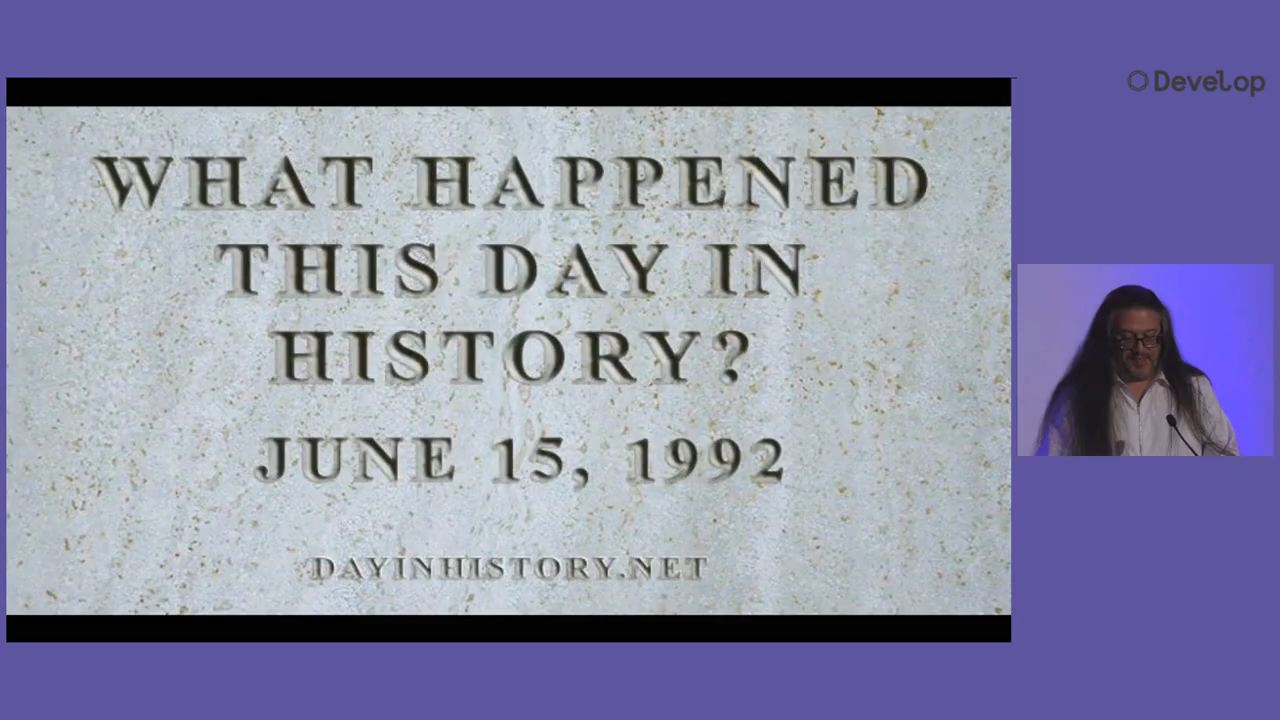 Develop
WHAT HAPPENED
THIS DAY IN
HISTORY?
JUNE 15, 1992
DAYINHISTORY.NET